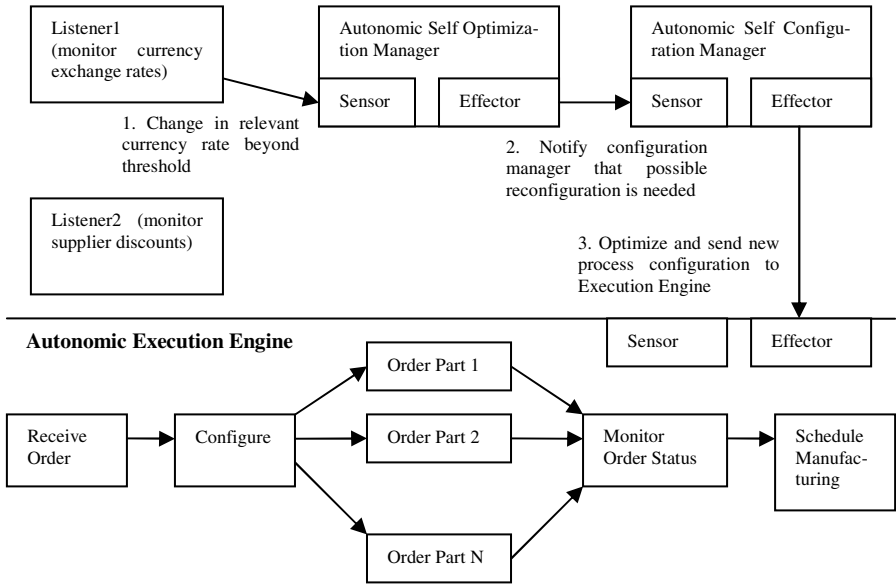 Listener1
(monitor currency
exchange rates)
Autonomic Self Optimiza-
tion Manager
Sensor
Effector
Autonomic Self Configu-
ration Manager
Sensor
Effector
1. Change in relevant
currency rate beyond
threshold
2. Notify configuration
manager that possible
reconfiguration is needed
Listener2 (monitor
supplier discounts)
3. Optimize and send new
process configuration to
Execution Engine
Autonomic Execution Engine
Sensor
Effector
Receive
Order
Configure
Order Part 1
Order Part 2
Order Part N
Monitor
Order Status
Schedule
Manufac-
turing